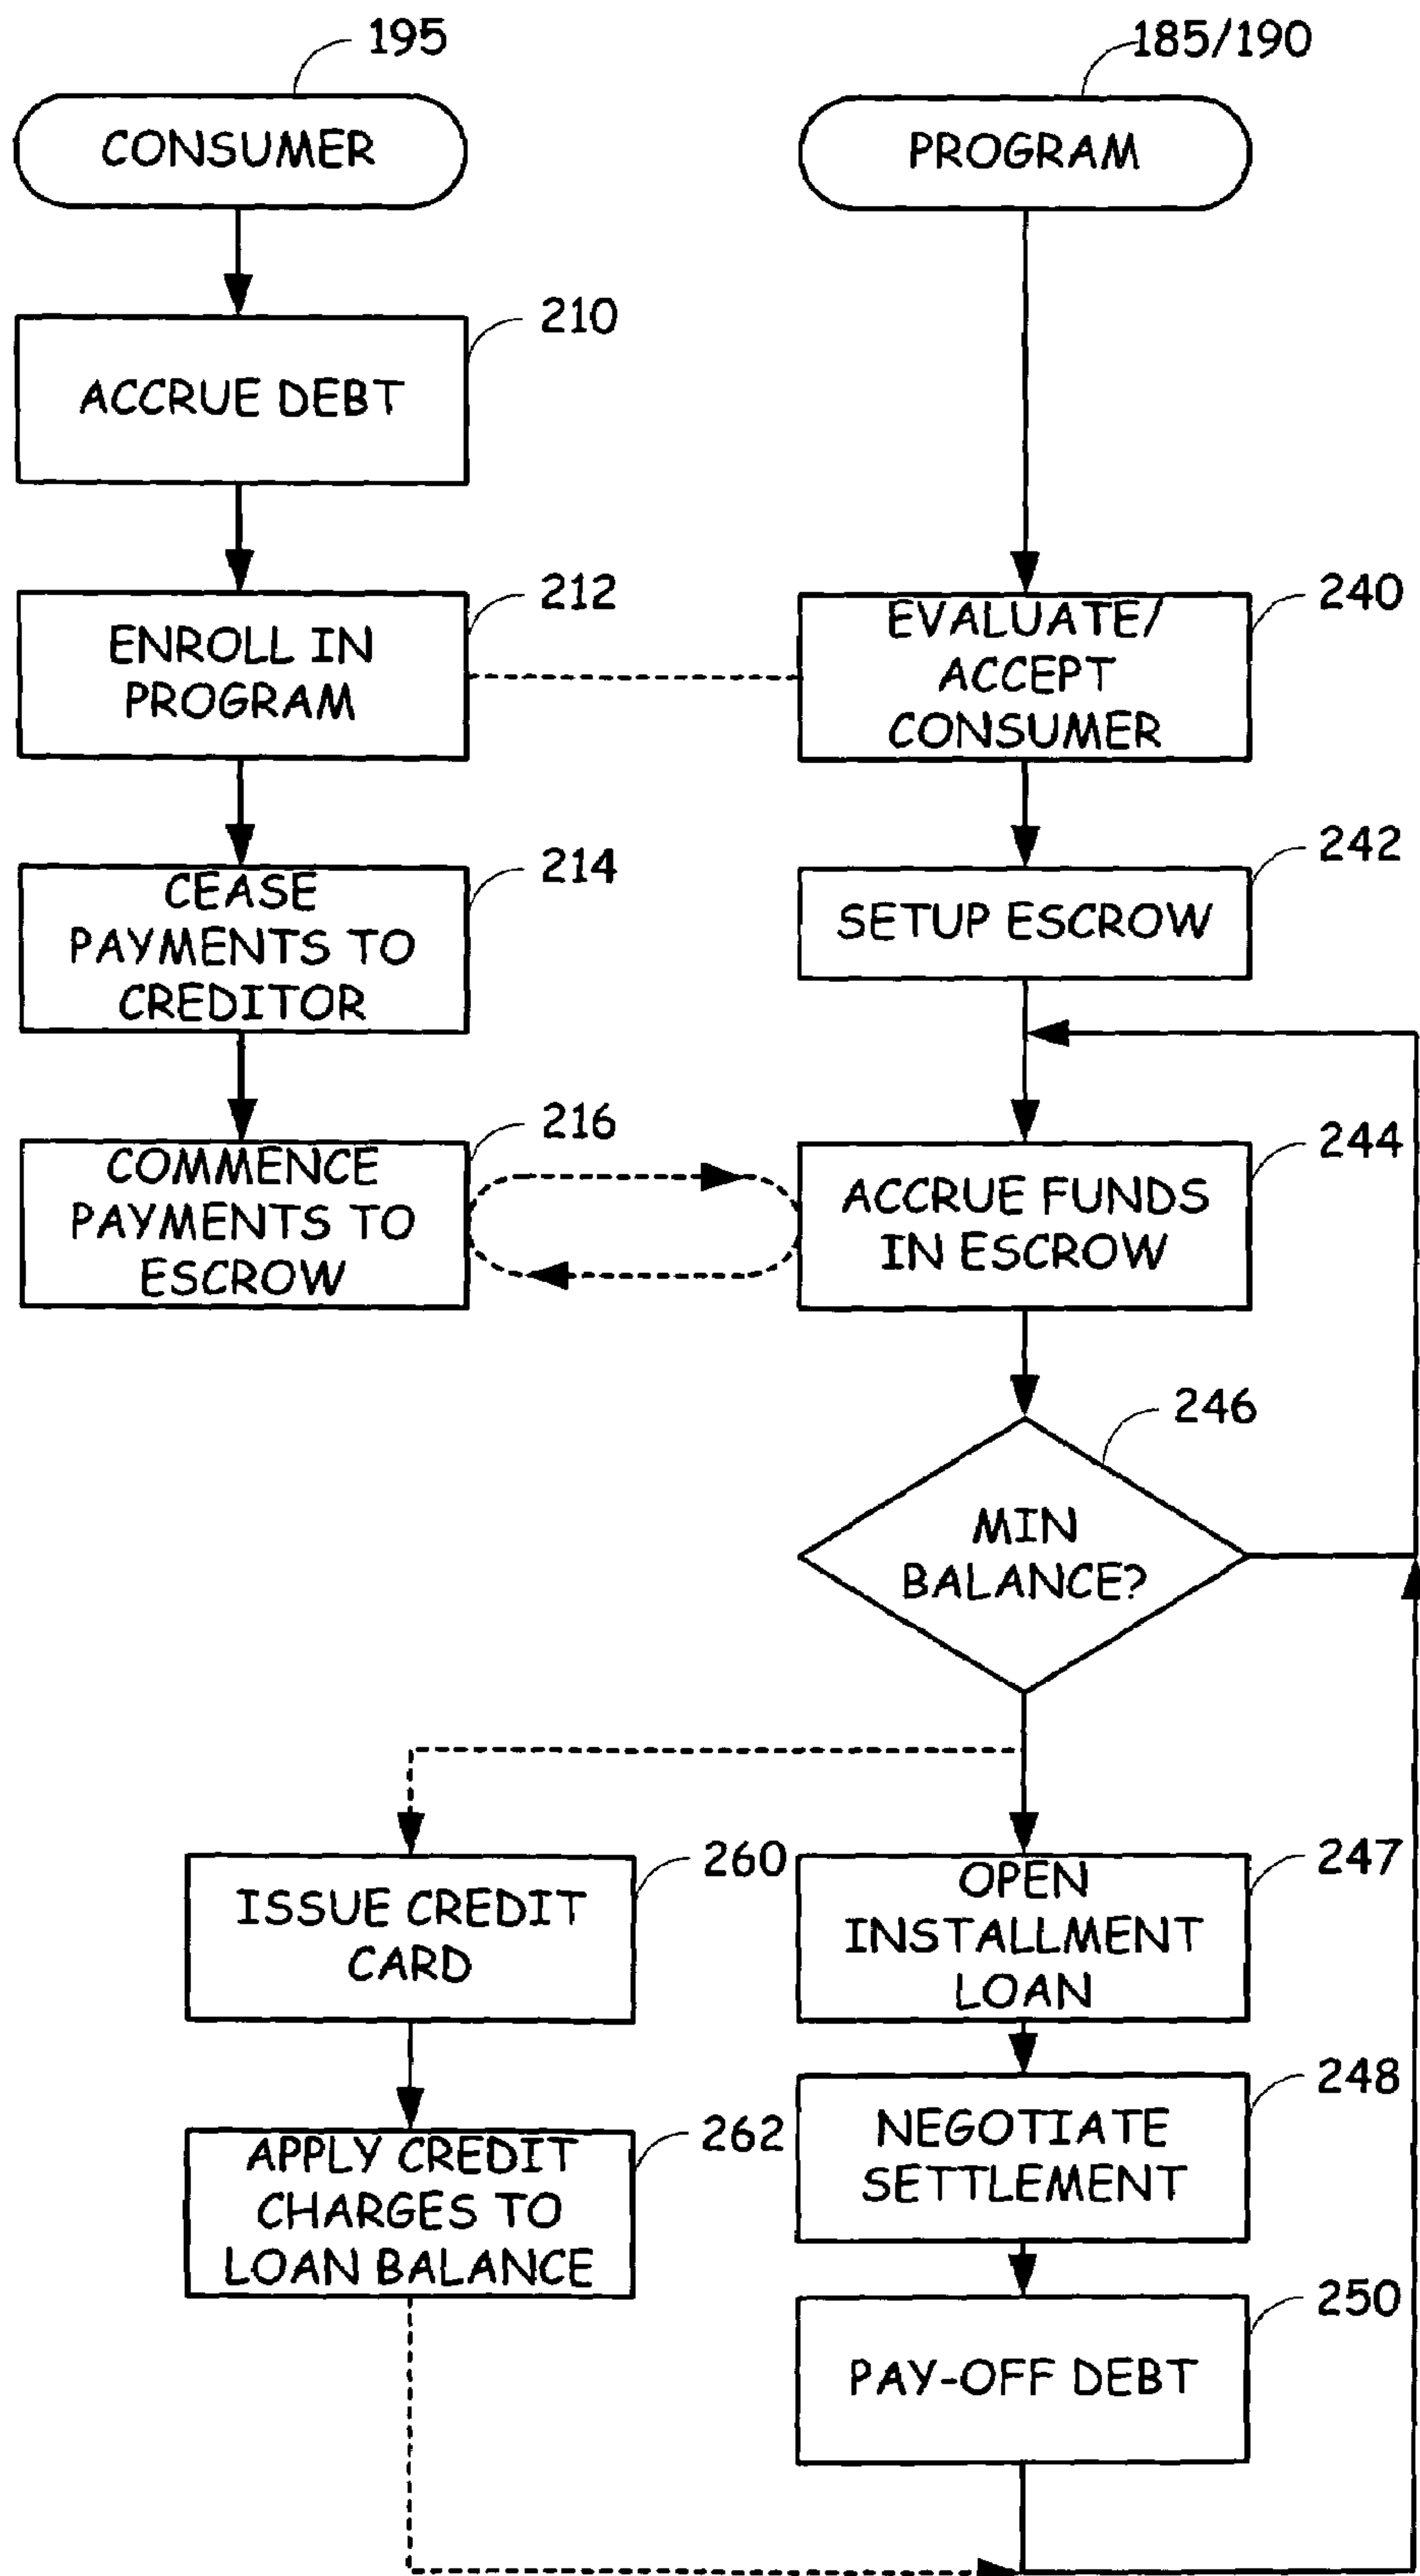 195
185/190
CONSUMER
PROGRAM
210
ACCRUE DEBT
212
ENROLL IN
PROGRAM
240
EVALUATE/
ACCEPT
CONSUMER
214
CEASE
PAYMENTS TO
CREDITOR
242
SETUP ESCROW
216
COMMENCE
PAYMENTS TO
ESCROW
244
ACCRUE FUNDS
IN ESCROW
246
MIN
BALANCE?
260
ISSUE CREDIT
CARD
247
OPEN
INSTALLMENT
LOAN
262
APPLY CREDIT
CHARGES TO
LOAN BALANCE
248
NEGOTIATE
SETTLEMENT
250
PAY-OFF DEBT